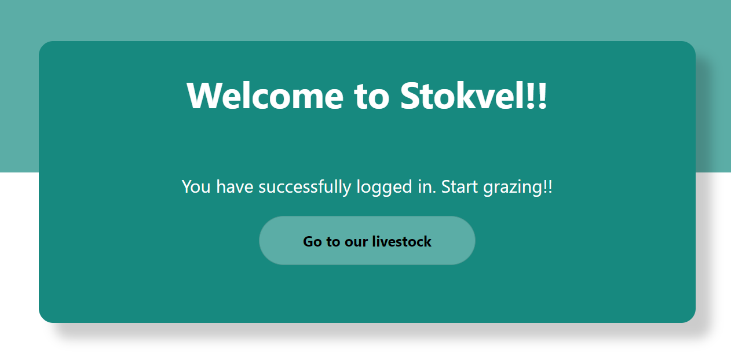 Welcome to Stokvel!!
You have successfully logged in. Start grazing!!
Go to our livestock